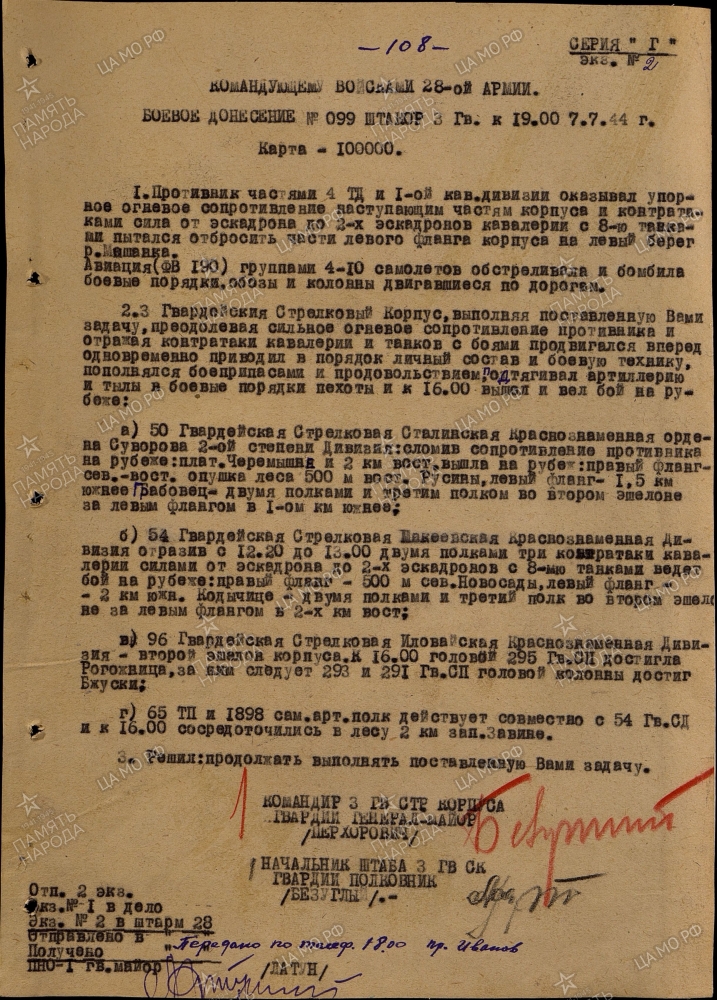 -108-
СЕРИЯ "Г"
экз. № 2
КОМАНДУЮЩЕМУ ВОЙСКАМИ 28-ой АРМИИ.
БОЕВОЕ ДОНЕСЕНИЕ № 099 ШТАКОР 3 Гв. к 19.00 7.7.44 г.
Карта - 100000.
1.Противник частями 4 ТД и 1-ой кав.дивизии оказывал упор-
ное огневое сопротивление наступающим частям корпуса и контрата-
ками сила от эскадрона до 2-х эскадронов кавалерии с 8-ю танка-
ми пытался отбросить части левого фланга корпуса на левый берег
р.Машанка.
Авиация(ФВ 190) группами 4-10 самолетов обстреливала и бомбила
боевые порядки,обозы и колонны двигавшиеся по дорогам.
2.3 Гвардейския Стрелковый Корпус,выполняя поставленную Вами
задачу,преодолевая сильное огневое сопротивление противника и
отражая контратаки кавалерии и танков с боями продвигался вперед
одновременно приводил в порядок личный состав и боевую технику,
пополнялся боеприпасами и продовольствием,подтягивал артиллерию
и тылы в боевые порядки пехоты и к 16.00 вышел и вел бой на ру-
беже:
а) 50 Гвардейская Стрелковая Сталинская Краснознаменная орде-
на Суворова 2-ой степени Дивизия:сломив сопротивление противника
на рубеже:плат.Черемышня и 2 км вост.вышла на рубеж:правый фланг-
сев.-вост. опушка леса 500 м вост. Русины,левый фланг- 1,5 км
южнее Грабовец- двумя полками и третим полком во втором эшелоне
за левым флангом в 1-ом км южнее;
б) 54 Гвардейская Стрелковая Макеевская Краснознаменная Ди-
визия отразив с 12.20 до 13.00 двумя полками три контратаки кава-
лерии силами от эскадрона до 2-х эскадронов с 8-мю танками ведет
бой на рубеже:правый фланг - 500 м сев.Новосады,левый фланг -
- 2 км южн. Кодычице - двумя полками и третий полк во втором эшело
не за левым флангом в 2-х км вост;
в) 96 Гвардейская Стрелковая Иловайская Краснознаменная Диви-
зия - второй эшелон корпуса.К 16.00 головой 295 Гв.СП достигла
Рогожница,за ним следует 293 и 291 Гв.СП головой колонны достиг
Бжуски;
г) 65 ТП и 1898 сам.арт.полк действует совместо с 54 Гв.СД
и к 16.00 сосредоточились в лесу 2 км зап.Завине.
3. Решил:продолжать выполнять поставленную Вами задачу.
КОМАНДИР 3 ГВ СТР КОРПУСА
ГВАРДИИ ГЕНЕРАЛ-МАЙОР
/ПЕРХОРОВИЧ/
НАЧАЛЬНИК ШТАБА 3 ГВ СК
ГВАРДИИ ПОЛКОВНИК
/БЕЗУГЛЫЙ/.-
Отп. 2 экз.
Экз.№ 1 в дело
Экз. № 2 в штарм 28
Отправлено в " "
Получено " Передано по телеф. 18.00 пр. Иванов
ПНО-1 гв.майор /ЛАТУН/